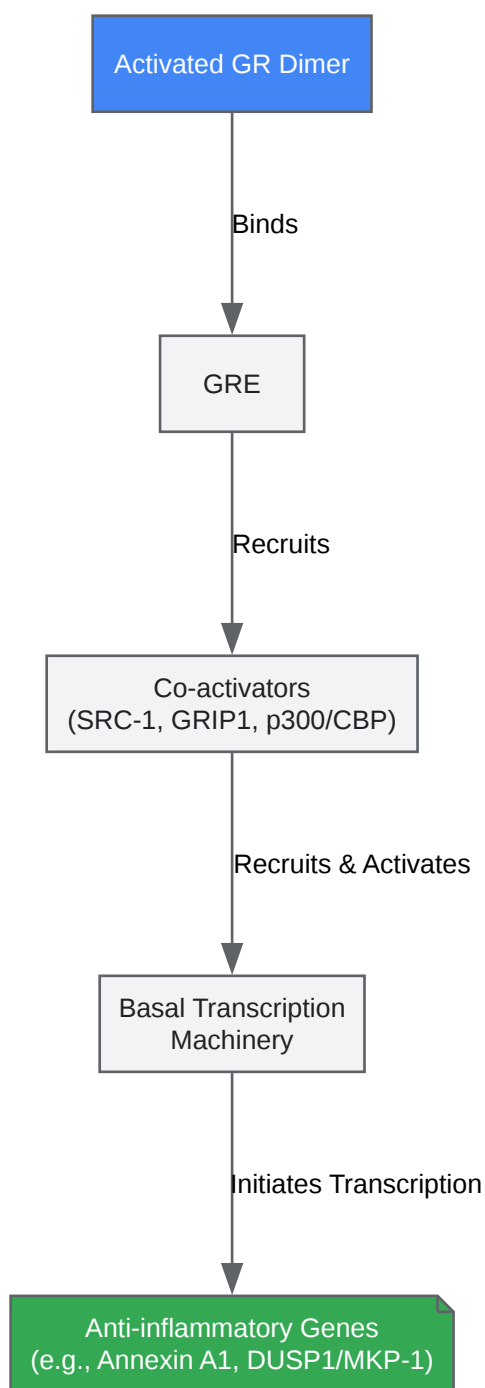 Activated GR Dimer
Binds
GRE
Recruits
Co-activators
(SRC-1, GRIP1, p300/CBP)
Recruits & Activates
Basal Transcription
Machinery
Initiates Transcription
Anti-inflammatory Genes
(e.g., Annexin A1, DUSP1/MKP-1)